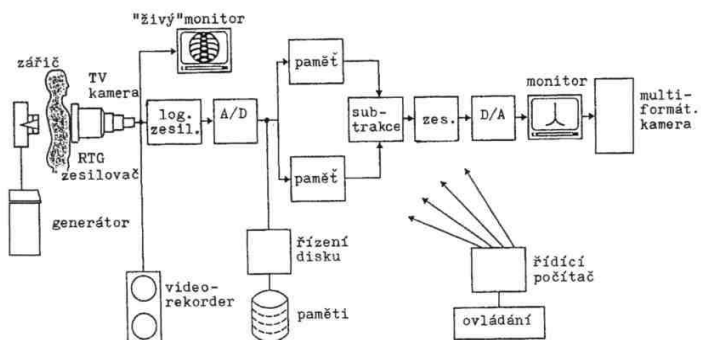 "živý"monitor
zářič
TV
kamera
RTG
zesilovač
generátor
log.
zesil.
A/D
paměť
paměť
sub-
trakce
zes.
D/A
monitor
multi-
formát.
kamera
video-
rekorder
řízení
disku
paměti
řídící
počítač
ovládání